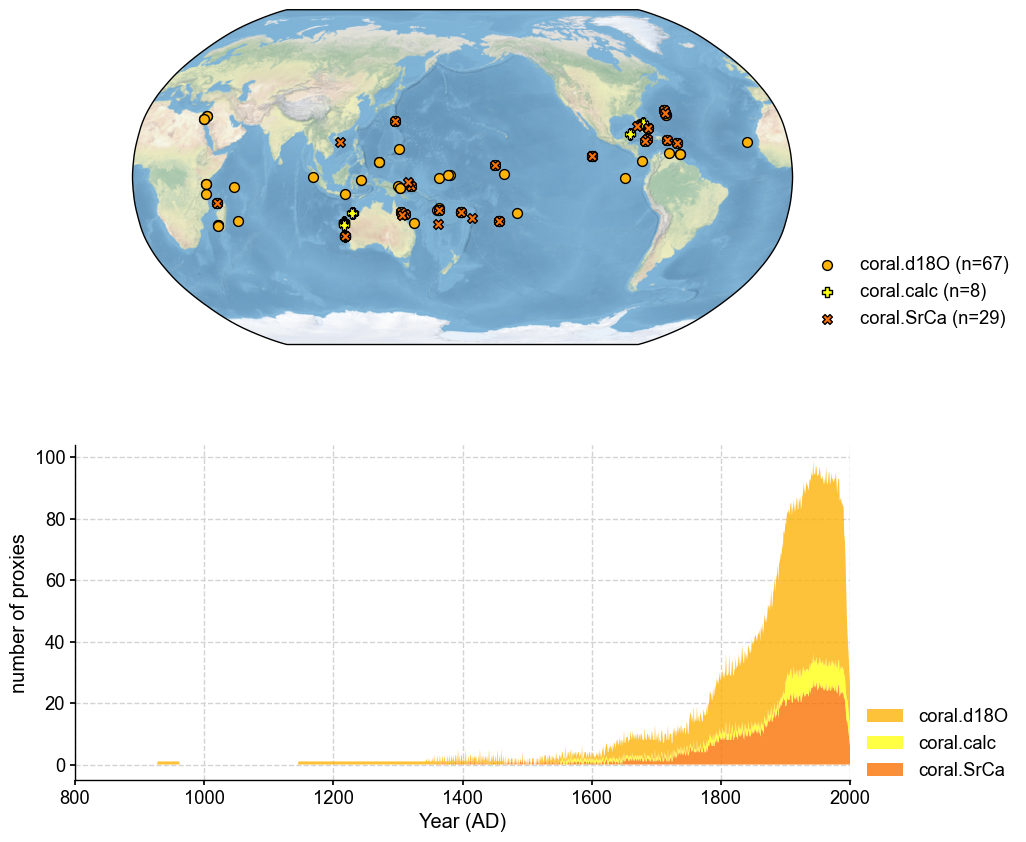 coral.d18O (n=67)
coral.calc (n=8)
coral.SrCa (n=29)
number of proxies
100
80
60
40
20
0
800 1000 1200 1400 1600 1800 2000
Year (AD)
coral.d18O
coral.calc
coral.SrCa